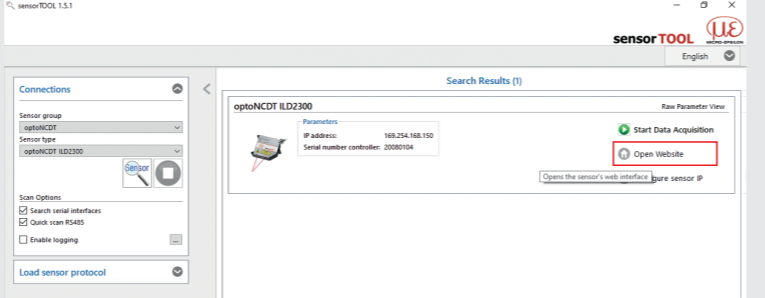 sensorTOOL 1.5.1
sensorTOOL
με
MICRO-EPSILON
English
Connections
Sensor group
optoNCDT
Sensor type
optoNCDT ILD2300
Sensor
Scan Options
Search serial interfaces
Quick scan RS485
Enable logging
...
Load sensor protocol
Search Results (1)
optoNCDT ILD2300
Raw Parameter View
Parameters
IP address: 169.254.168.150
Serial number controller: 20080104
Start Data Acquisition
Open Website
Opens the sensor's web interface
gure sensor IP